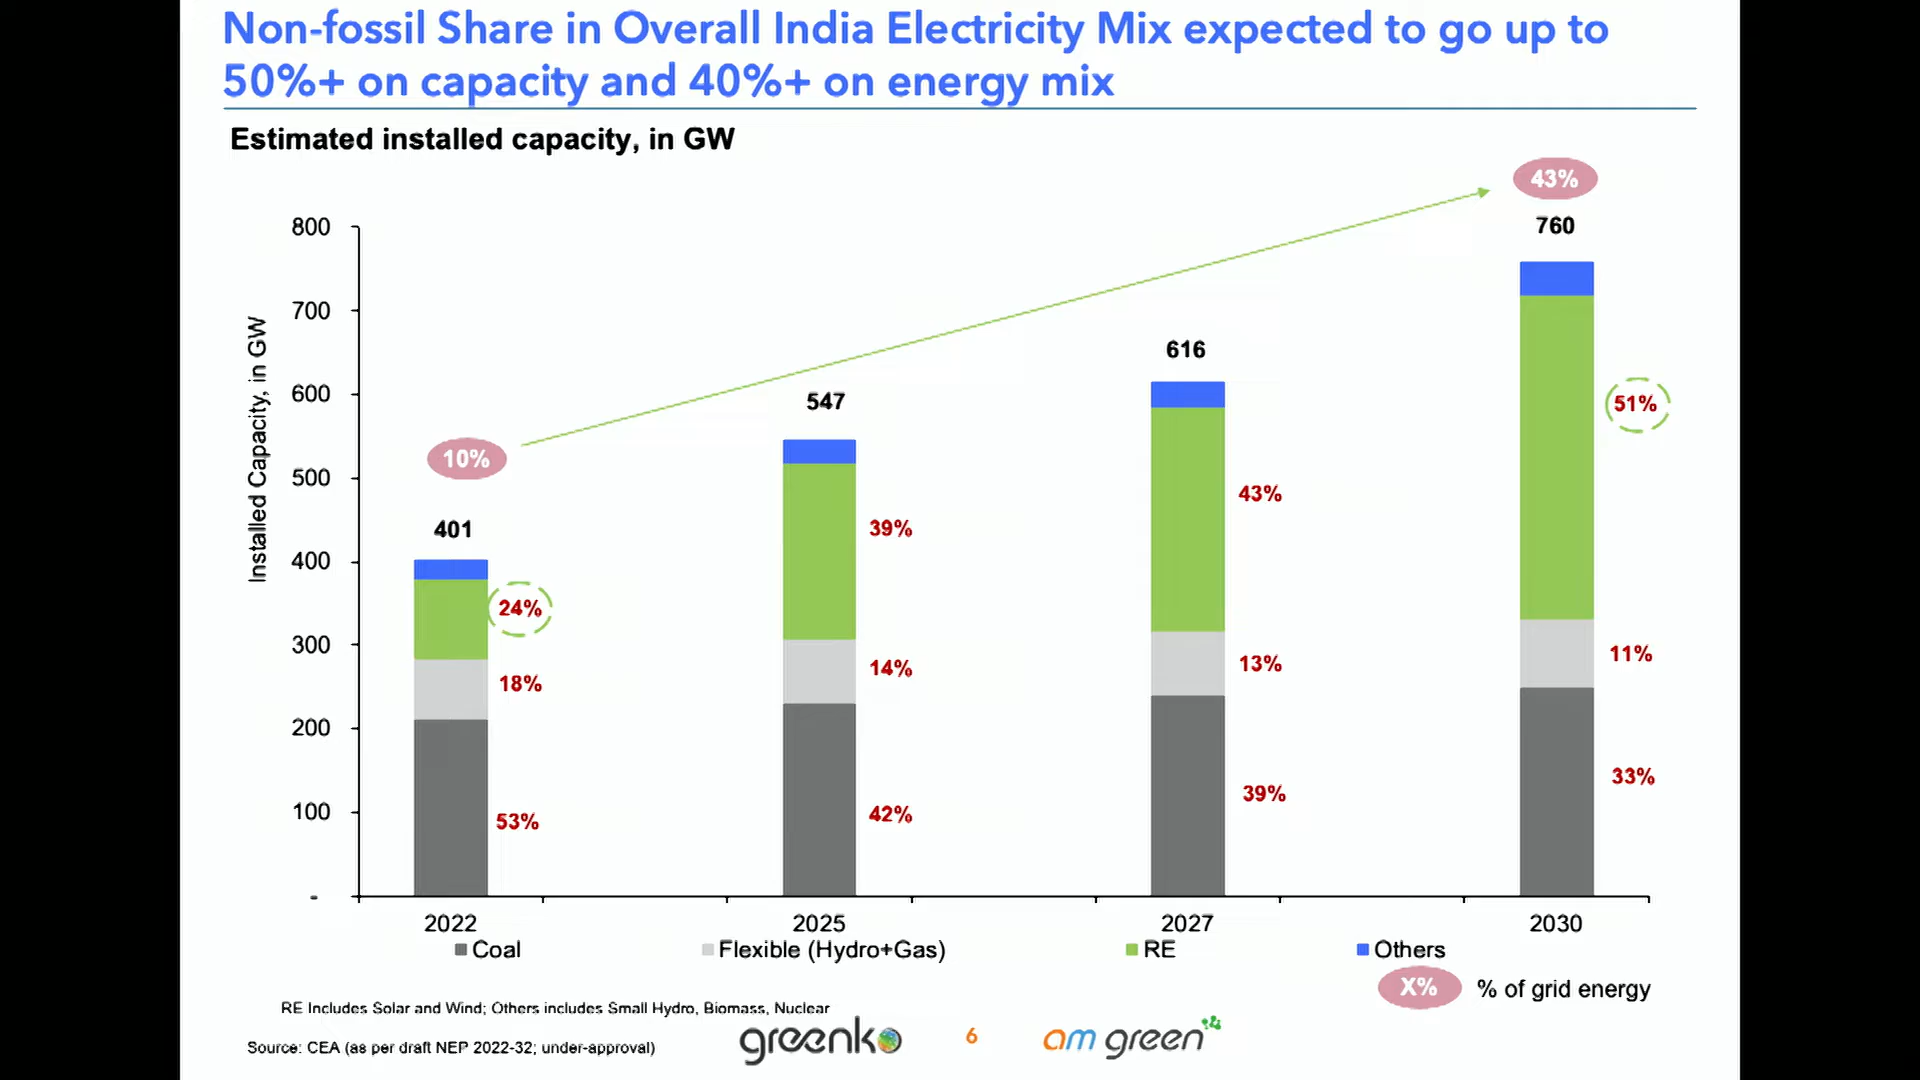 Non-fossil Share in Overall India Electricity Mix expected to go up to
50%+ on capacity and 40%+ on energy mix
Estimated installed capacity, in GW
43%
760
800
700
616
Installed Capacity, in GW
600
547
51%
10%
500
43%
401
39%
400
24%
300
18%
14%
13%
11%
200
100
53%
42%
39%
33%
-
2022
2025
2027
2030
Coal
Flexible (Hydro+Gas)
RE
Others
X% % of grid energy
RE Includes Solar and Wind; Others includes Small Hydro, Biomass, Nuclear
Source: CEA (as per draft NEP 2022-32; under-approval)
greenko
6
am green